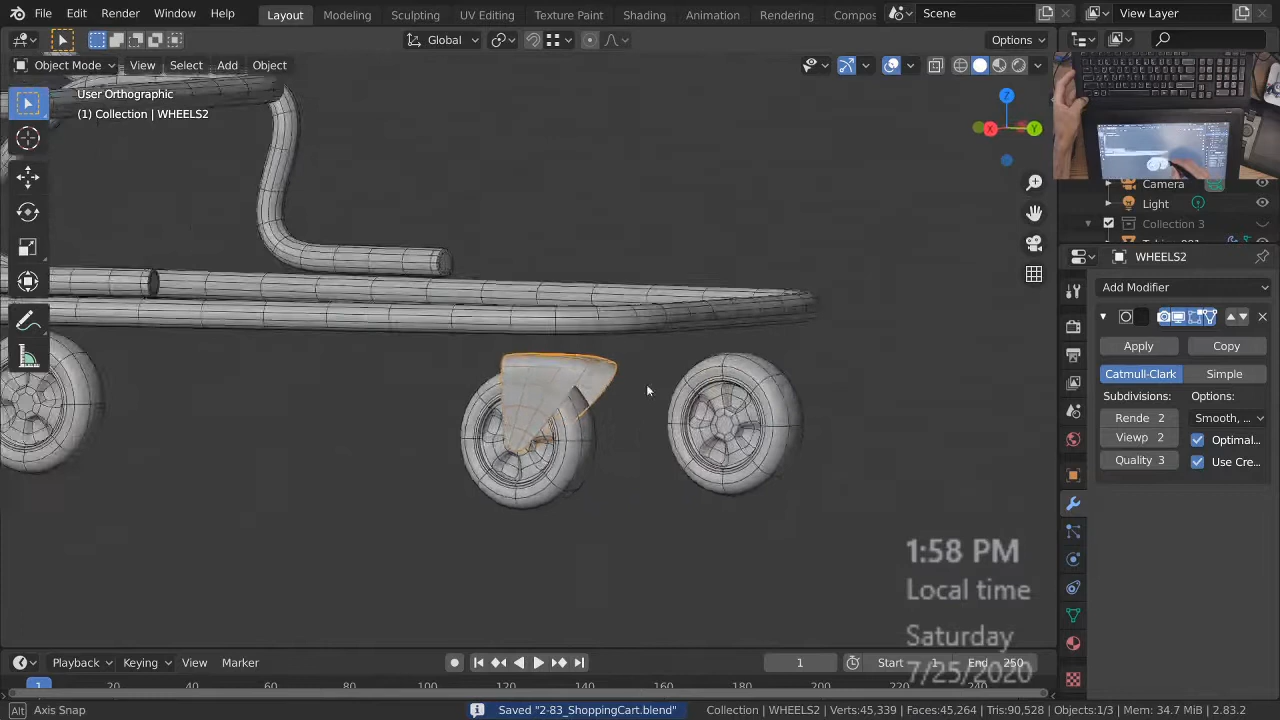 File Edit Render Window Help Layout Modeling Sculpting UV Editing Texture Paint Shading Animation Rendering Compos Scene View Layer
Global Options
Object Mode View Select Add Object
User Orthographic
(1) Collection | WHEELS2
Z
X
Y
Camera
Light
Collection 3
WHEELS2
Add Modifier
Apply Copy
Catmull-Clark Simple
Subdivisions: Options:
Rende 2 Smooth, ...
Viewp 2 Optimal...
Quality 3 Use Cre...
1:58 PM
Local time
Saturday
7/25/2020
Playback Keying View Marker 1 Start 1 End 250
1 20 60 80 100 120 140 160 180 200 220 240
Alt Axis Snap Saved "2-83_ShoppingCart.blend" Collection | WHEELS2 | Verts:45,339 | Faces:45,264 | Tris:90,528 | Objects:1/3 | Mem: 34.7 MiB | 2.83.2